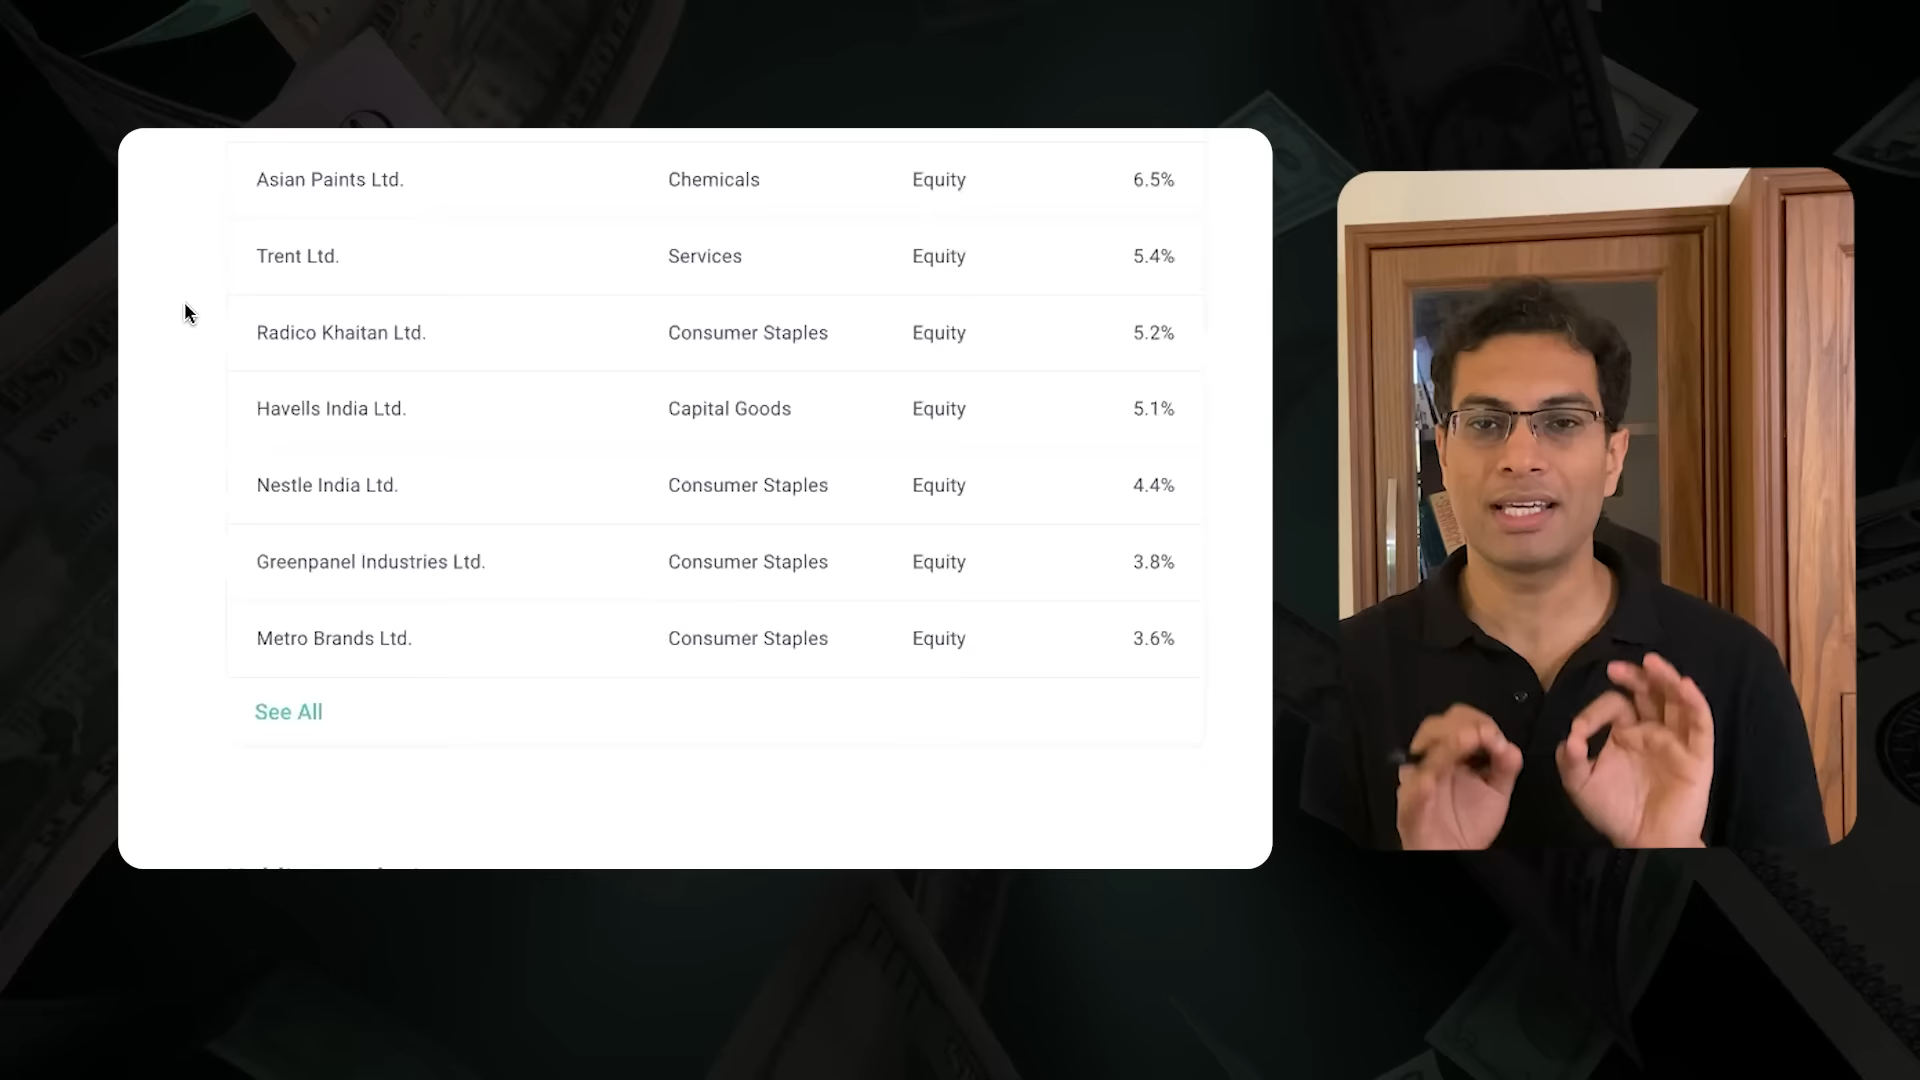 Asian Paints Ltd. Chemicals Equity 6.5%
Trent Ltd. Services Equity 5.4%
Radico Khaitan Ltd. Consumer Staples Equity 5.2%
Havells India Ltd. Capital Goods Equity 5.1%
Nestle India Ltd. Consumer Staples Equity 4.4%
Greenpanel Industries Ltd. Consumer Staples Equity 3.8%
Metro Brands Ltd. Consumer Staples Equity 3.6%
See All